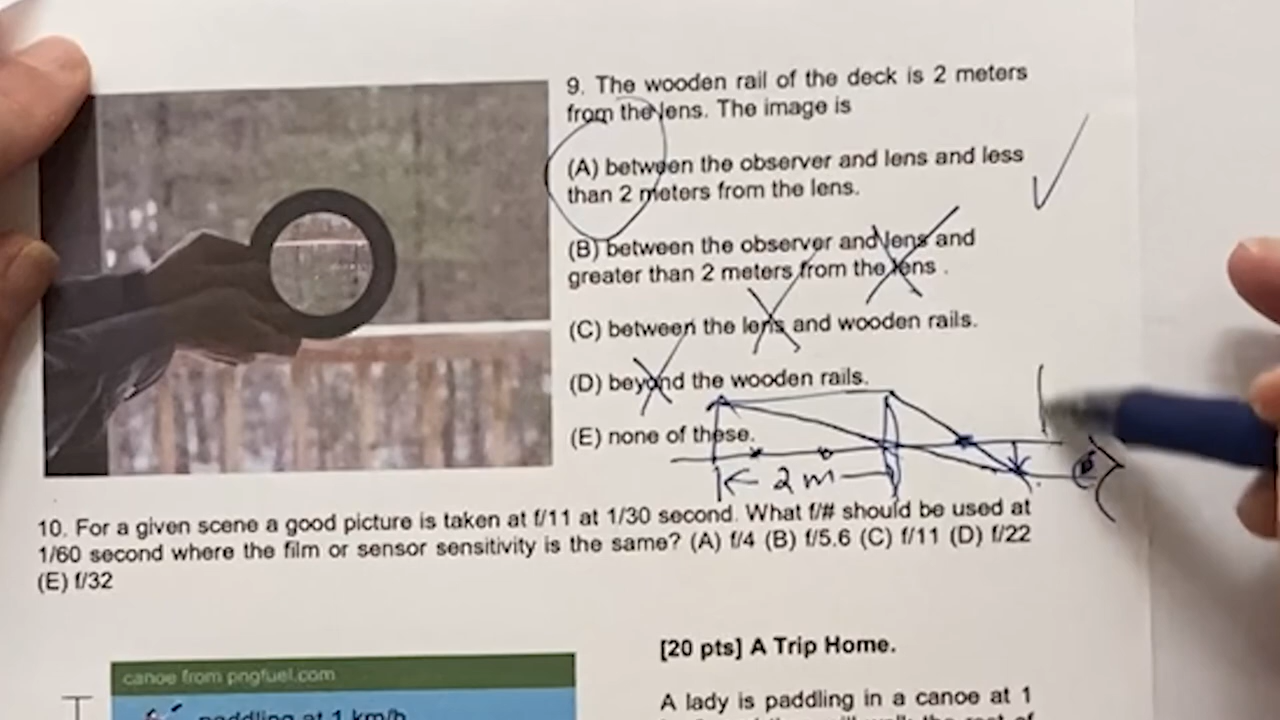 9. The wooden rail of the deck is 2 meters
from the lens. The image is
(A) between the observer and lens and less
than 2 meters from the lens.
(B) between the observer and lens and
greater than 2 meters from the lens .
(C) between the lens and wooden rails.
(D) beyond the wooden rails.
(E) none of these.
2 m
10. For a given scene a good picture is taken at f/11 at 1/30 second. What f/# should be used at
1/60 second where the film or sensor sensitivity is the same? (A) f/4 (B) f/5.6 (C) f/11 (D) f/22
(E) f/32
canoe from pngfuel.com
paddling at 1 km/h
[20 pts] A Trip Home.
A lady is paddling in a canoe at 1